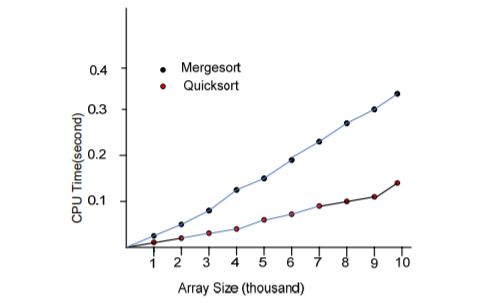 0.4
Mergesort
Quicksort
0.3
0.2
0.1
CPU Time(second)
1 2 3 4 5 6 7 8 9 10
Array Size (thousand)